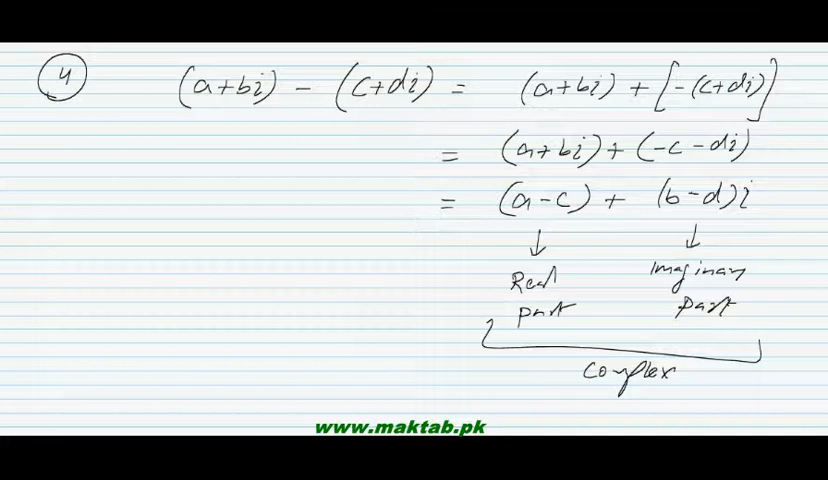 4 (a+bi) - (c+di) = (a+bi) + [-(c+di)]
= (a+bi) + (-c-di)
= (a-c) + (b-d)i
↓ ↓
Real Imaginary
part part
Complex
www.maktab.pk